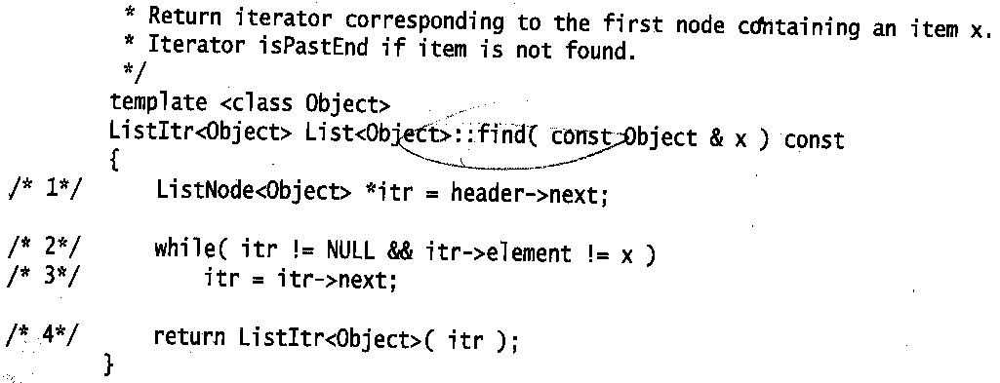 * Return iterator corresponding to the first node containing an item x.
* Iterator isPastEnd if item is not found.
*/
template <class Object>
ListItr<Object> List<Object>::find( const Object & x ) const
{
/* 1*/ ListNode<Object> *itr = header->next;
/* 2*/ while( itr != NULL && itr->element != x )
/* 3*/ itr = itr->next;
/* 4*/ return ListItr<Object>( itr );
}